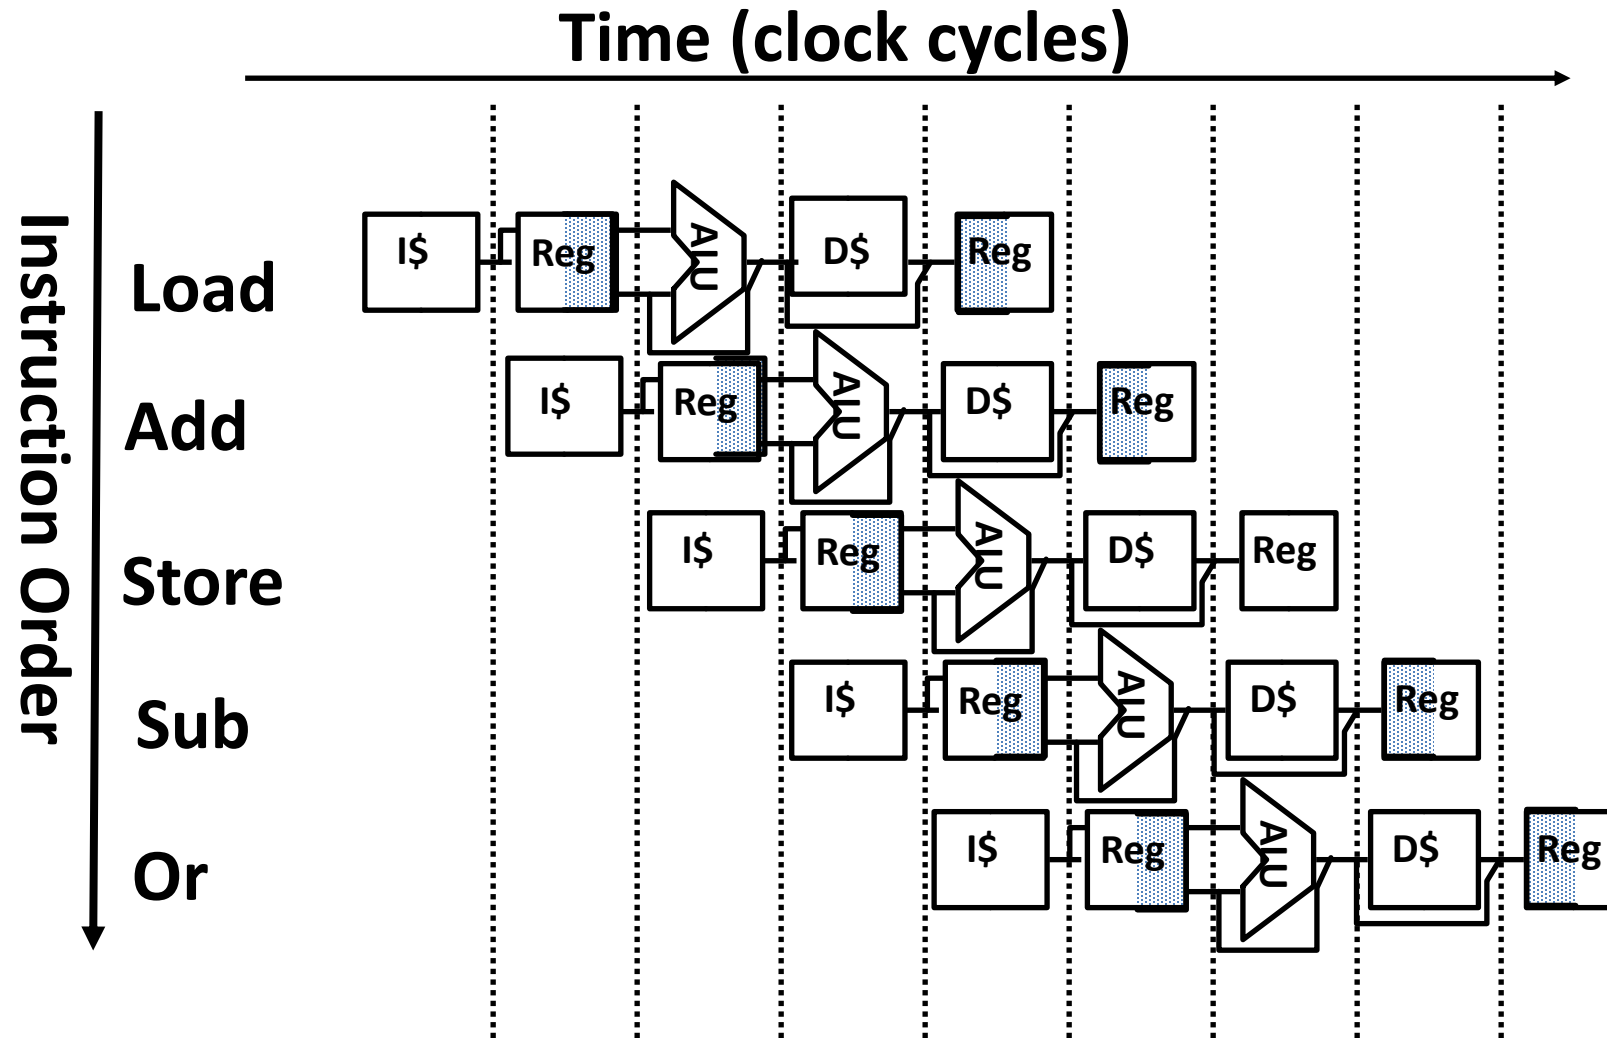 Time (clock cycles)
Instruction Order
Load
I$
Reg
ALU
D$
Reg
Add
I$
Reg
ALU
D$
Reg
Store
I$
Reg
ALU
D$
Reg
Sub
I$
Reg
ALU
D$
Reg
Or
I$
Reg
ALU
D$
Reg